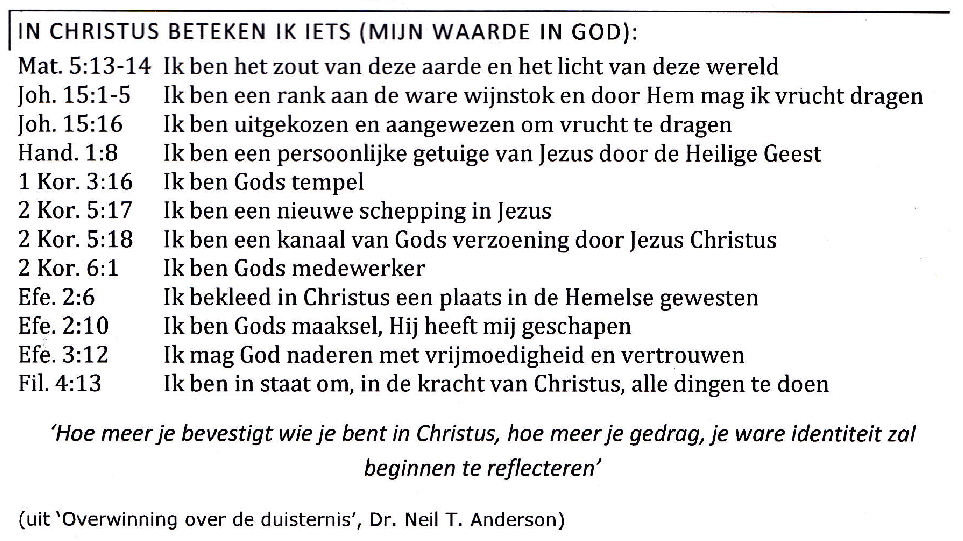 IN CHRISTUS BETEKEN IK IETS (MIJN WAARDE IN GOD):
Mat. 5:13-14 Ik ben het zout van deze aarde en het licht van deze wereld
Joh. 15:1-5 Ik ben een rank aan de ware wijnstok en door Hem mag ik vrucht dragen
Joh. 15:16 Ik ben uitgekozen en aangewezen om vrucht te dragen
Hand. 1:8 Ik ben een persoonlijke getuige van Jezus door de Heilige Geest
1 Kor. 3:16 Ik ben Gods tempel
2 Kor. 5:17 Ik ben een nieuwe schepping in Jezus
2 Kor. 5:18 Ik ben een kanaal van Gods verzoening door Jezus Christus
2 Kor. 6:1 Ik ben Gods medewerker
Efe. 2:6 Ik bekleed in Christus een plaats in de Hemelse gewesten
Efe. 2:10 Ik ben Gods maaksel, Hij heeft mij geschapen
Efe. 3:12 Ik mag God naderen met vrijmoedigheid en vertrouwen
Fil. 4:13 Ik ben in staat om, in de kracht van Christus, alle dingen te doen
‘Hoe meer je bevestigt wie je bent in Christus, hoe meer je gedrag, je ware identiteit zal
beginnen te reflecteren’
(uit ‘Overwinning over de duisternis’, Dr. Neil T. Anderson)